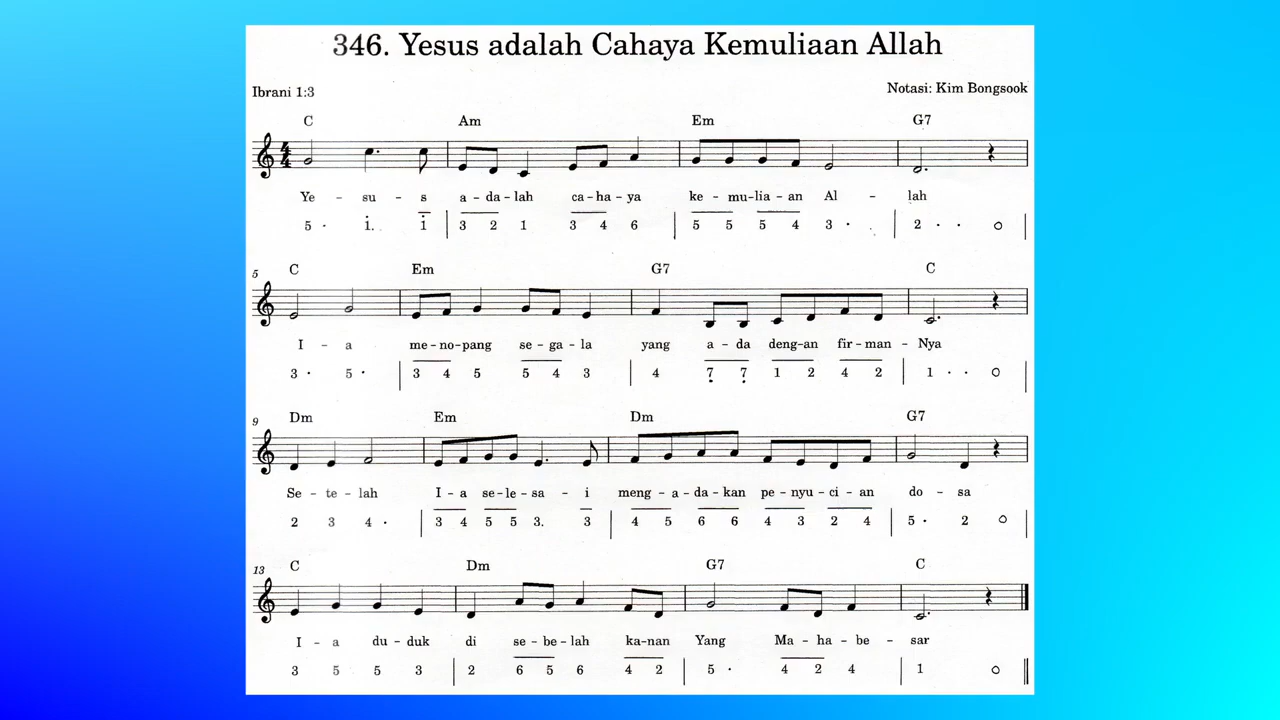 346. Yesus adalah Cahaya Kemuliaan Allah
Ibrani 1:3
Notasi: Kim Bongsook
C Am Em G7
4/4
Ye - su - s a - da - lah ca - ha - ya ke - mu - lia - an Al - lah
5 · i. i | 3 2 1 3 4 6 | 5 5 5 4 3 · . | 2 · · 0 |
5 C Em G7 C
I - a me - no - pang se - ga - la yang a - da deng - an fir - man - Nya
3 · 5 · | 3 4 5 5 4 3 | 4 7̣ 7̣ 1 2 4 2 | 1 · · 0 |
9 Dm Em Dm G7
Se - te - lah I - a se - le - sa - i meng - a - da - kan pe - nyu - ci - an do - sa
2 3 4 · | 3 4 5 5 3. 3 | 4 5 6 6 4 3 2 4 | 5 · 2 0 |
13 C Dm G7 C
I - a du - duk di se - be - lah ka - nan Yang Ma - ha - be - sar
3 5 5 3 | 2 6 5 6 4 2 | 5 · 4 2 4 | 1 0 ‖